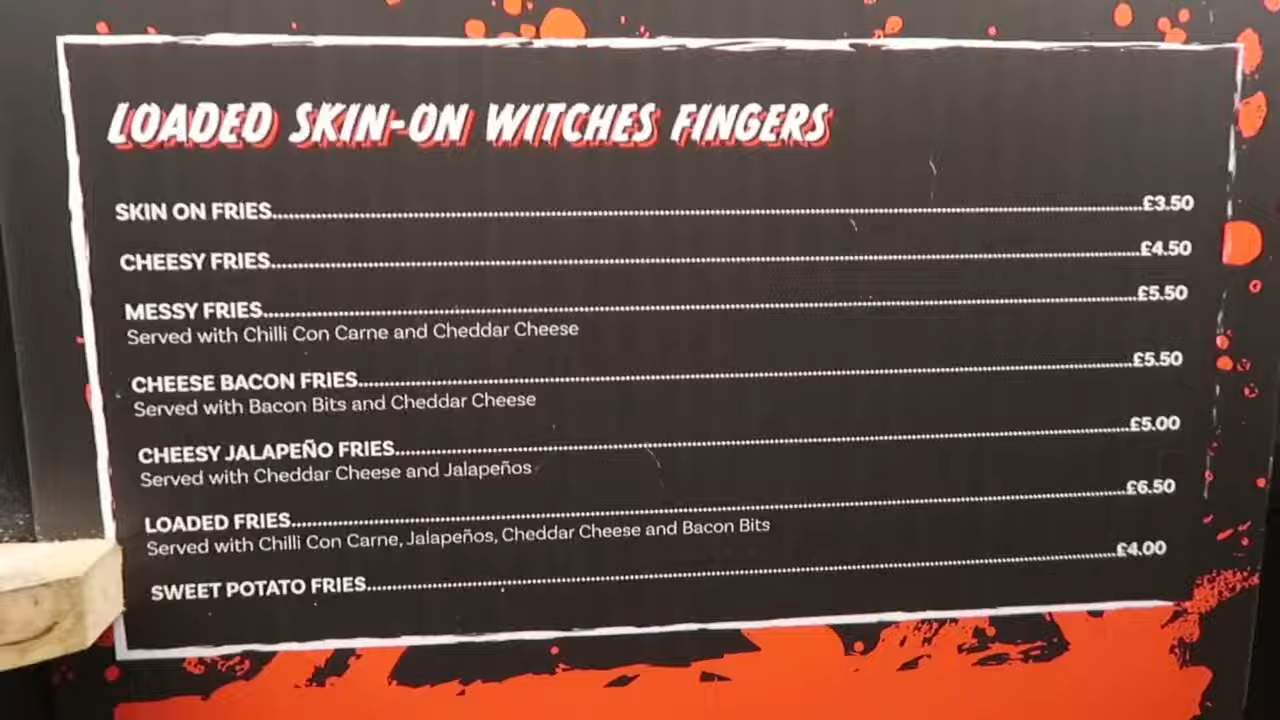 LOADED SKIN-ON WITCHES FINGERS
SKIN ON FRIES........£3.50
CHEESY FRIES........£4.50
MESSY FRIES........£5.50
Served with Chilli Con Carne and Cheddar Cheese
CHEESE BACON FRIES........£5.50
Served with Bacon Bits and Cheddar Cheese
CHEESY JALAPEÑO FRIES........£5.00
Served with Cheddar Cheese and Jalapeños
LOADED FRIES........£6.50
Served with Chilli Con Carne, Jalapeños, Cheddar Cheese and Bacon Bits
SWEET POTATO FRIES........£4.00